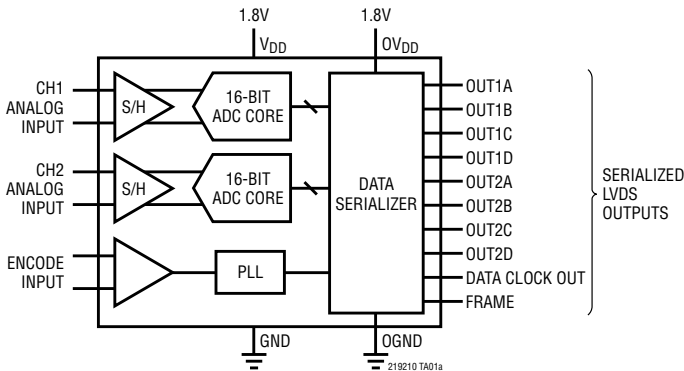 1.8V
1.8V
VDD
OVDD
CH1
ANALOG
INPUT
S/H
16-BIT
ADC CORE
CH2
ANALOG
INPUT
S/H
16-BIT
ADC CORE
ENCODE
INPUT
PLL
DATA
SERIALIZER
OUT1A
OUT1B
OUT1C
OUT1D
OUT2A
OUT2B
OUT2C
OUT2D
DATA CLOCK OUT
FRAME
SERIALIZED
LVDS
OUTPUTS
GND
OGND
219210 TA01a